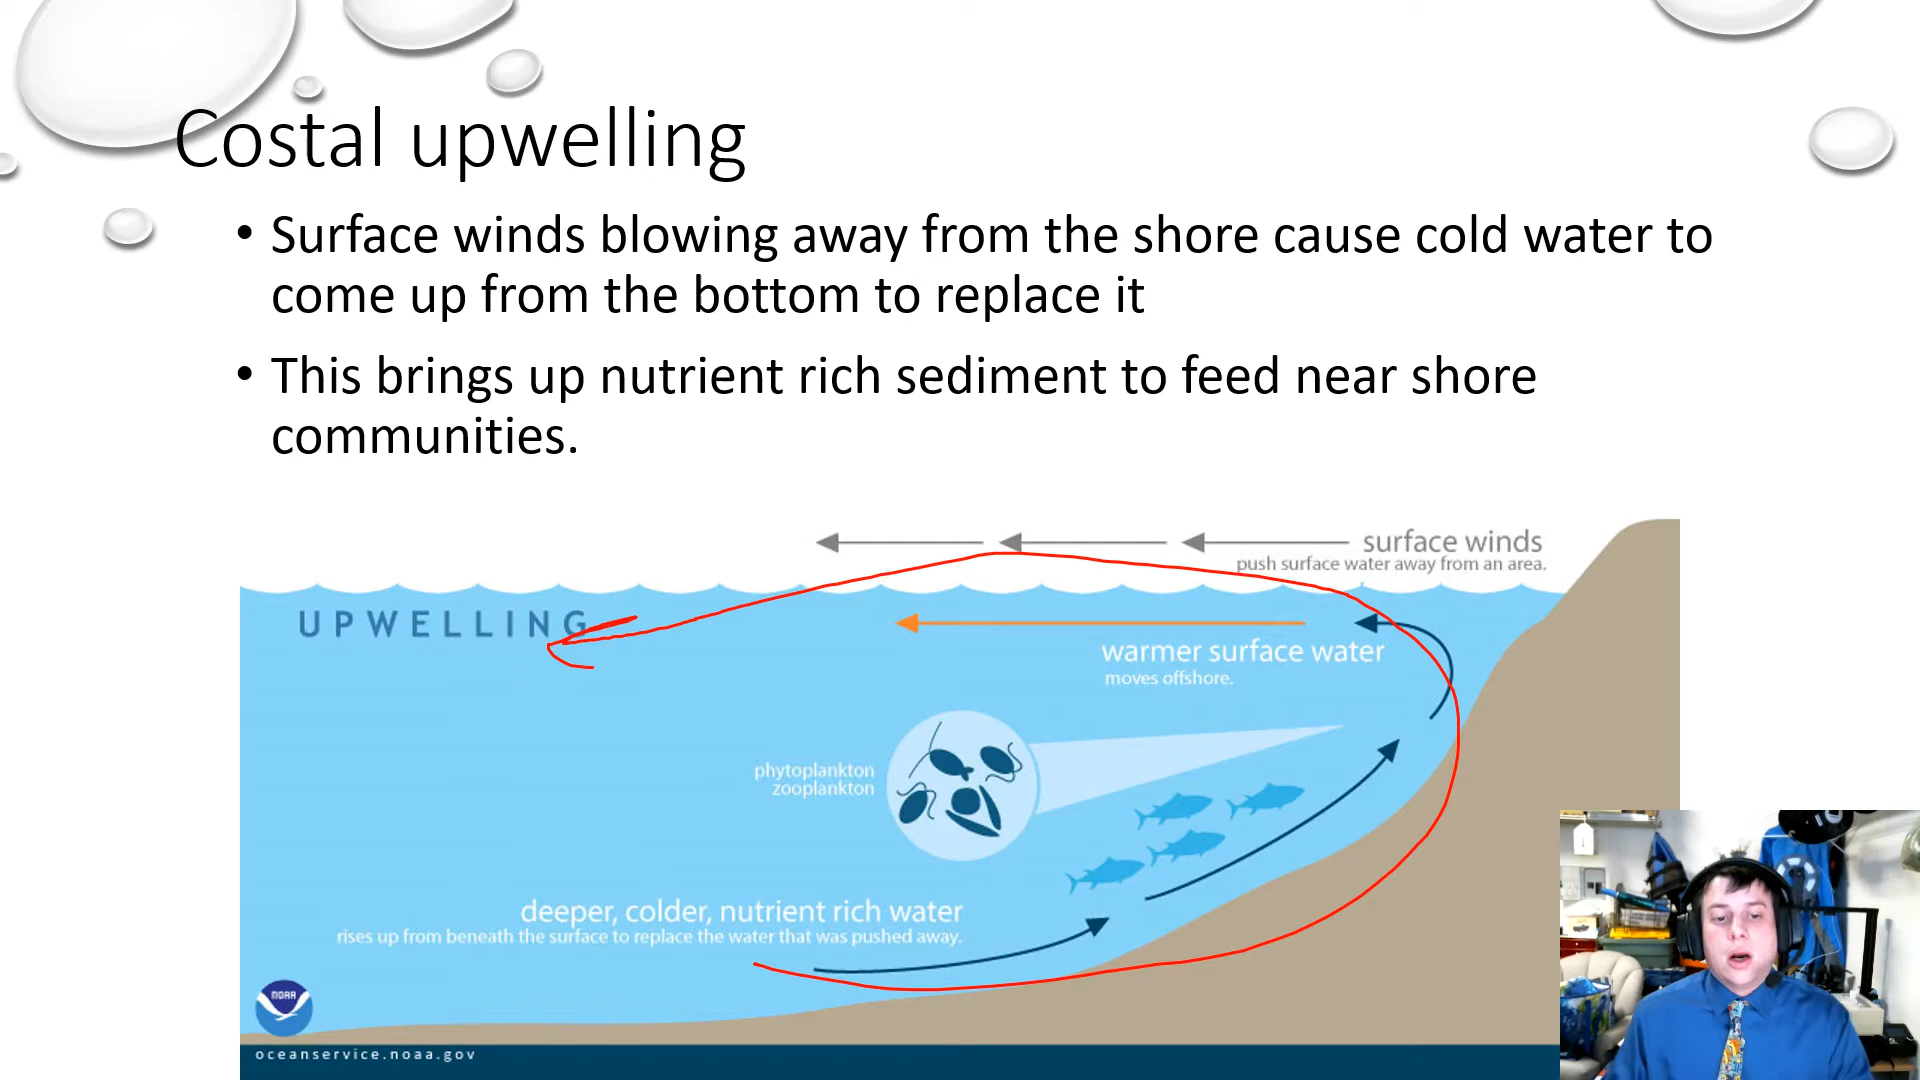 Costal upwelling
• Surface winds blowing away from the shore cause cold water to
come up from the bottom to replace it
• This brings up nutrient rich sediment to feed near shore
communities.
surface winds
push surface water away from an area.
UPWELLING
warmer surface water
moves offshore.
phytoplankton
zooplankton
deeper, colder, nutrient rich water
rises up from beneath the surface to replace the water that was pushed away.
NOAA
oceanservice.noaa.gov